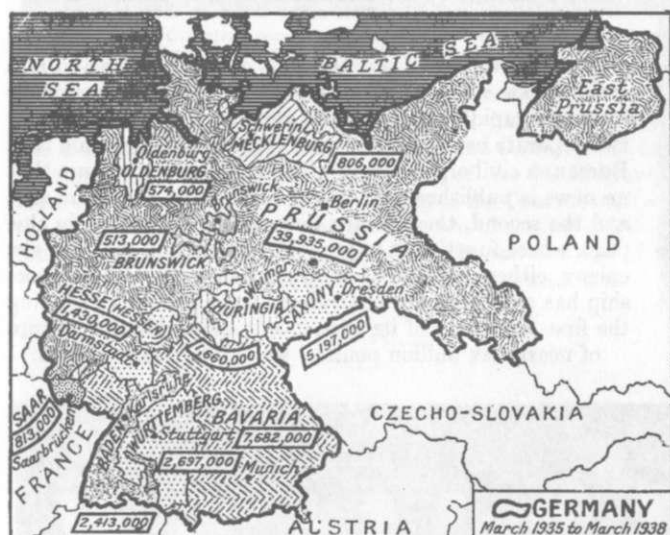 NORTH
SEA
BALTIC SEA
East
Prussia
Schwerin
MECKLENBURG
806,000
Oldenburg
OLDENBURG
574,000
HOLLAND
Brunswick
Berlin
PRUSSIA
39,935,000
POLAND
513,000
BRUNSWICK
Weimar
THURINGIA
SAXONY
Dresden
HESSE (HESS
1,430,000
Darmstadt
1,660,000
5,197,000
SAAR
813,000
Saarbrücken
FRANCE
BADEN
Karlsruhe
WÜRTTEMBERG
Stuttgart
BAVARIA
7,682,000
2,697,000
Munich
CZECHO-SLOVAKIA
2,413,000
AUSTRIA
GERMANY
March 1935 to March 1938